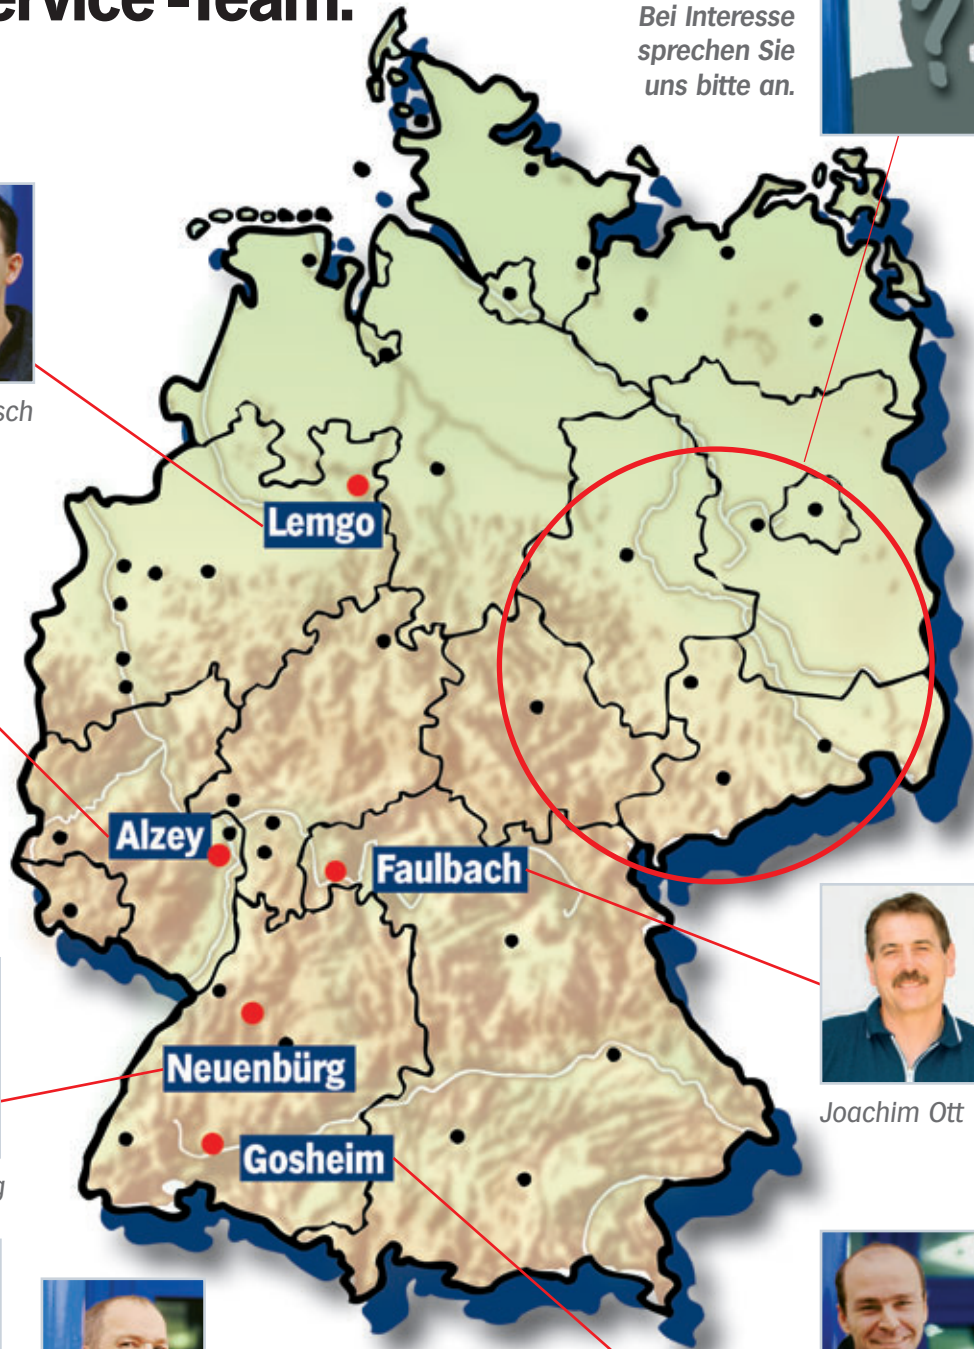 ervice-Team.
Bei Interesse
sprechen Sie
uns bitte an.
sch
Lemgo
Alzey
Faulbach
Neuenbürg
Joachim Ott
Gosheim
g